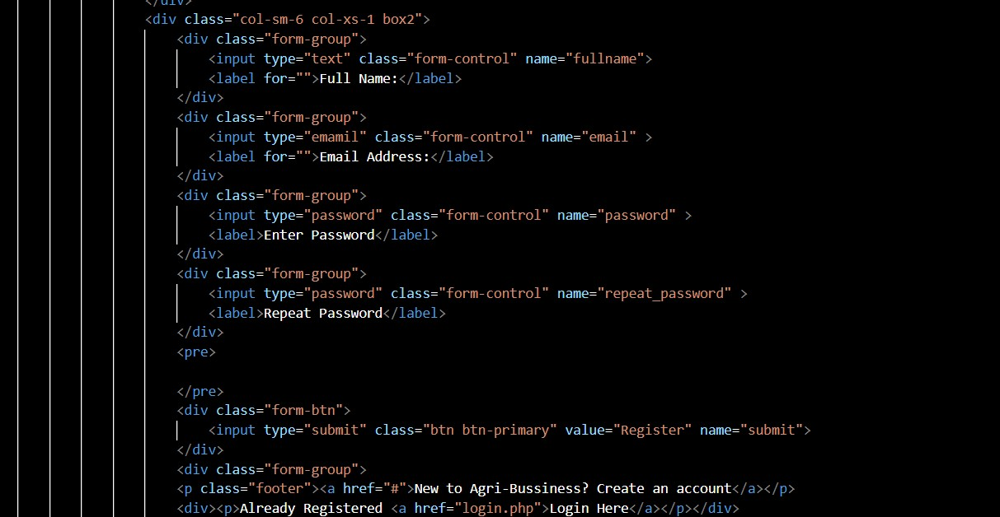 </div>
<div class="col-sm-6 col-xs-1 box2">
<div class="form-group">
<input type="text" class="form-control" name="fullname">
<label for="">Full Name:</label>
</div>
<div class="form-group">
<input type="emamil" class="form-control" name="email" >
<label for="">Email Address:</label>
</div>
<div class="form-group">
<input type="password" class="form-control" name="password" >
<label>Enter Password</label>
</div>
<div class="form-group">
<input type="password" class="form-control" name="repeat_password" >
<label>Repeat Password</label>
</div>
<pre>
</pre>
<div class="form-btn">
<input type="submit" class="btn btn-primary" value="Register" name="submit">
</div>
<div class="form-group">
<p class="footer"><a href="#">New to Agri-Bussiness? Create an account</a></p>
<div><p>Already Registered <a href="login.php">Login Here</a></p></div>